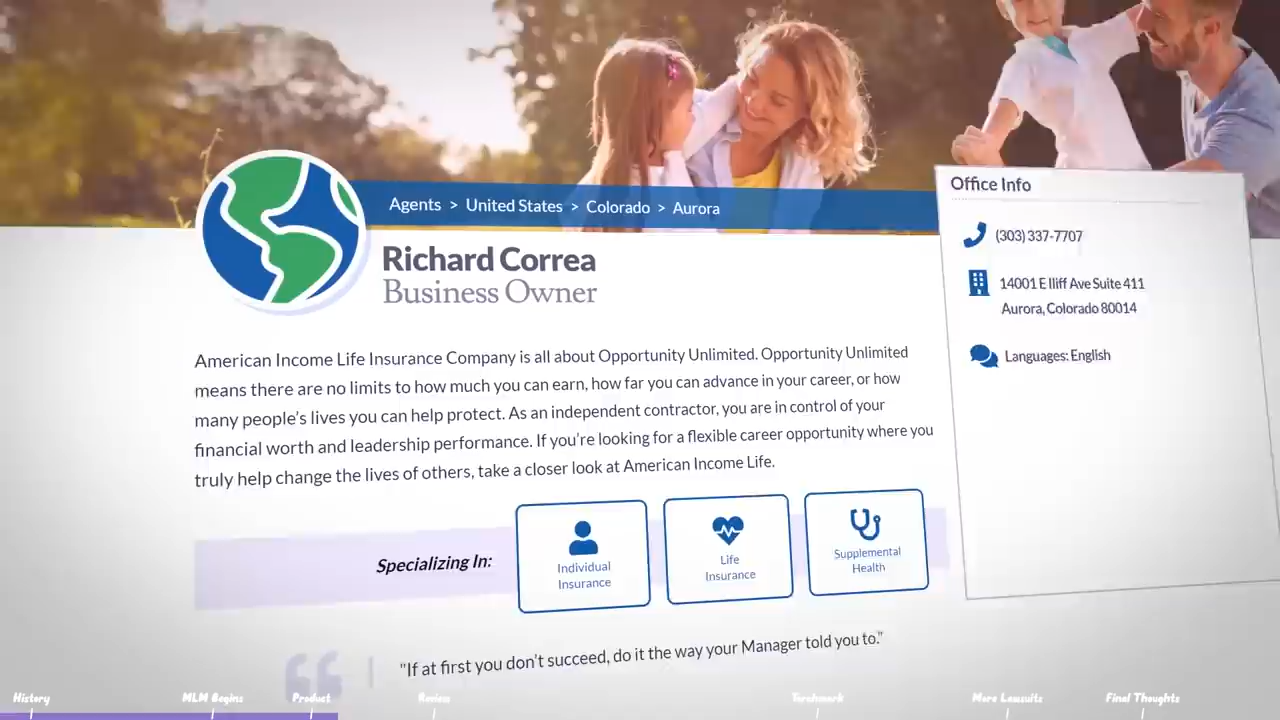 Agents > United States > Colorado > Aurora
Richard Correa
Business Owner
American Income Life Insurance Company is all about Opportunity Unlimited. Opportunity Unlimited
means there are no limits to how much you can earn, how far you can advance in your career, or how
many people's lives you can help protect. As an independent contractor, you are in control of your
financial worth and leadership performance. If you're looking for a flexible career opportunity where you
truly help change the lives of others, take a closer look at American Income Life.
Specializing In:
Individual
Insurance
Life
Insurance
Supplemental
Health
"If at first you don't succeed, do it the way your Manager told you to."
Office Info
(303) 337-7707
14001 E Iliff Ave Suite 411
Aurora, Colorado 80014
Languages: English
History
MLM Begins
Product
Review
Torchmark
More Lawsuits
Final Thoughts